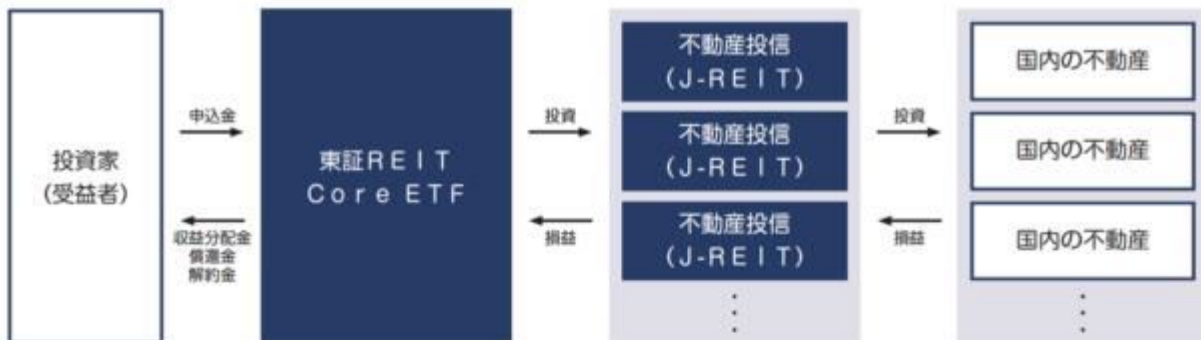 投資家
(受益者)
申込金
収益分配金
償還金
解約金
東証REIT
Core ETF
投資
損益
不動産投信
(J-REIT)
不動産投信
(J-REIT)
不動産投信
(J-REIT)
投資
損益
国内の不動産
国内の不動産
国内の不動産